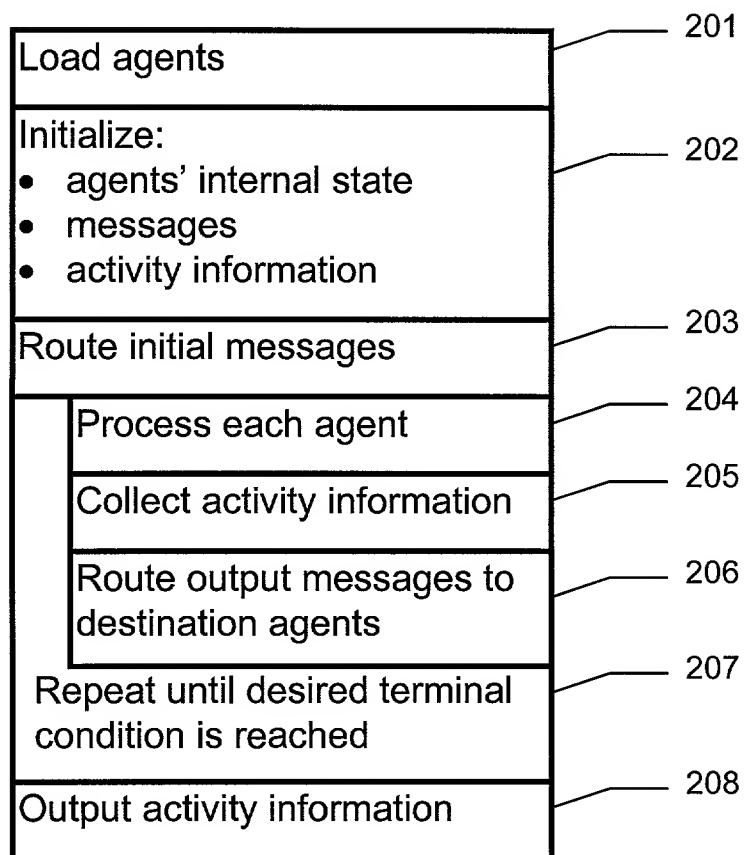 201
Load agents
Initialize:
202
• agents’ internal state
• messages
• activity information
203
Route initial messages
204
Process each agent
205
Collect activity information
206
Route output messages to
destination agents
207
Repeat until desired terminal
condition is reached
208
Output activity information